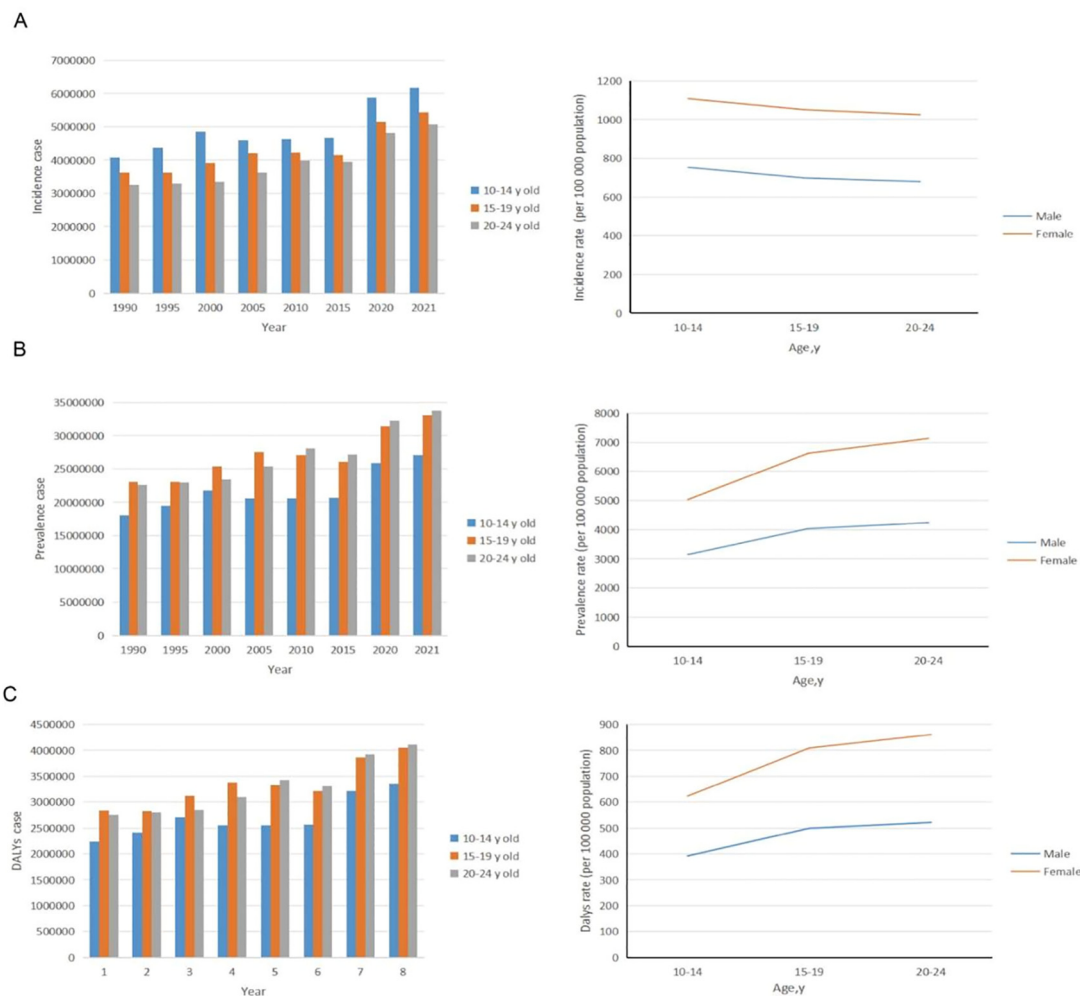 A
Incidence case
7000000
6000000
5000000
4000000
3000000
2000000
1000000
0
1990 1995 2000 2005 2010 2015 2020 2021
Year
10-14 y old
15-19 y old
20-24 y old
Incidence rate (per 100 000 population)
1200
1000
800
600
400
200
0
10-14 15-19 20-24
Age,y
Male
Female
B
Prevalence case
35000000
30000000
25000000
20000000
15000000
10000000
5000000
0
1990 1995 2000 2005 2010 2015 2020 2021
Year
10-14 y old
15-19 y old
20-24 y old
Prevalence rate (per 100 000 population)
8000
7000
6000
5000
4000
3000
2000
1000
0
10-14 15-19 20-24
Age,y
Male
Female
C
DALYs case
4500000
4000000
3500000
3000000
2500000
2000000
1500000
1000000
500000
0
1 2 3 4 5 6 7 8
Year
10-14 y old
15-19 y old
20-24 y old
Dalys rate (per 100 000 population)
900
800
700
600
500
400
300
200
100
0
10-14 15-19 20-24
Age,y
Male
Female